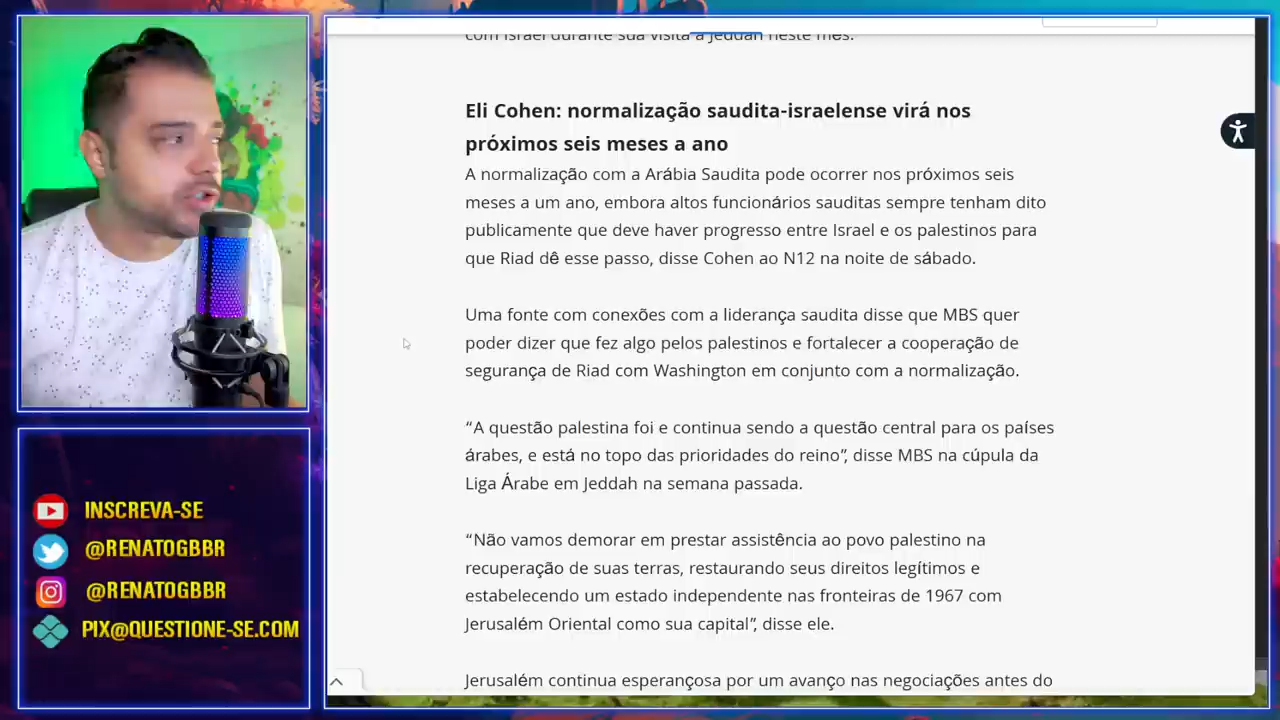 com Israel durante sua visita a Jeddah neste mês.
Eli Cohen: normalização saudita-israelense virá nos
próximos seis meses a ano
A normalização com a Arábia Saudita pode ocorrer nos próximos seis
meses a um ano, embora altos funcionários sauditas sempre tenham dito
publicamente que deve haver progresso entre Israel e os palestinos para
que Riad dê esse passo, disse Cohen ao N12 na noite de sábado.
Uma fonte com conexões com a liderança saudita disse que MBS quer
poder dizer que fez algo pelos palestinos e fortalecer a cooperação de
segurança de Riad com Washington em conjunto com a normalização.
“A questão palestina foi e continua sendo a questão central para os países
árabes, e está no topo das prioridades do reino”, disse MBS na cúpula da
Liga Árabe em Jeddah na semana passada.
“Não vamos demorar em prestar assistência ao povo palestino na
recuperação de suas terras, restaurando seus direitos legítimos e
estabelecendo um estado independente nas fronteiras de 1967 com
Jerusalém Oriental como sua capital”, disse ele.
Jerusalém continua esperançosa por um avanço nas negociações antes do
INSCREVA-SE
@RENATOGBBR
@RENATOGBBR
PIX@QUESTIONE-SE.COM